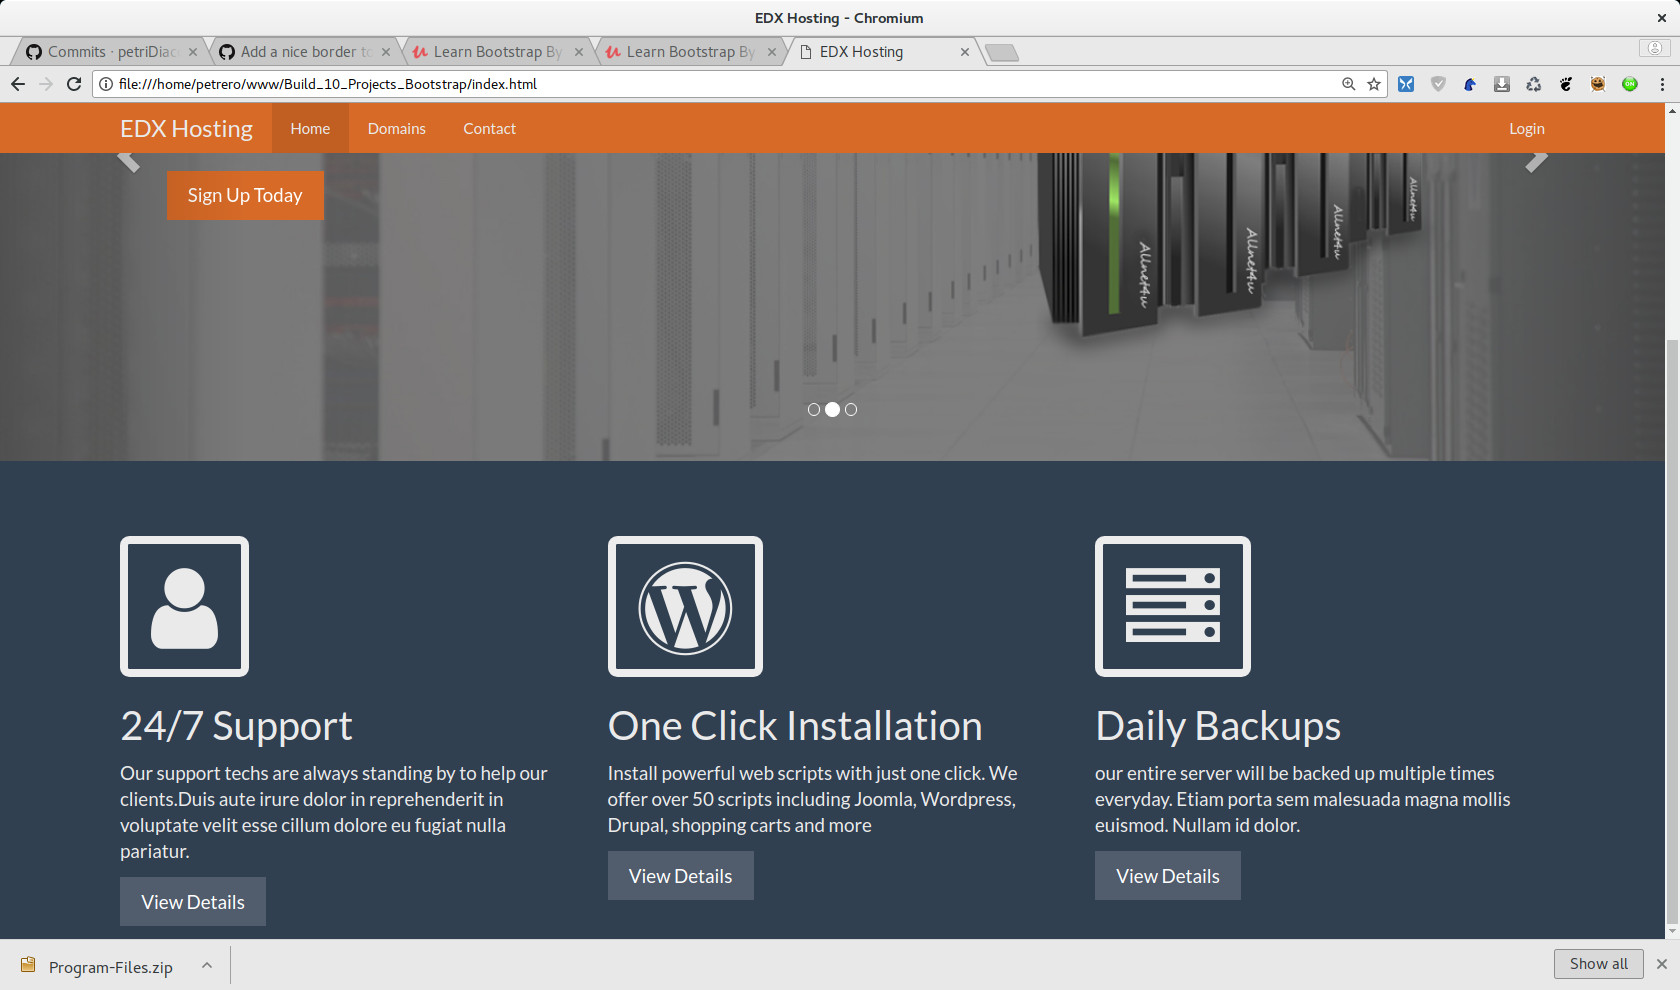 EDX Hosting - Chromium
Commits · petriDiac
Add a nice border to
Learn Bootstrap By
Learn Bootstrap By
EDX Hosting
file:///home/petrero/www/Build_10_Projects_Bootstrap/index.html
EDX Hosting
Home
Domains
Contact
Login
Sign Up Today
Allnet4u
Allnet4u
Allnet4u
Allnet4u
24/7 Support
Our support techs are always standing by to help our
clients.Duis aute irure dolor in reprehenderit in
voluptate velit esse cillum dolore eu fugiat nulla
pariatur.
View Details
One Click Installation
Install powerful web scripts with just one click. We
offer over 50 scripts including Joomla, Wordpress,
Drupal, shopping carts and more
View Details
Daily Backups
our entire server will be backed up multiple times
everyday. Etiam porta sem malesuada magna mollis
euismod. Nullam id dolor.
View Details
Program-Files.zip
Show all